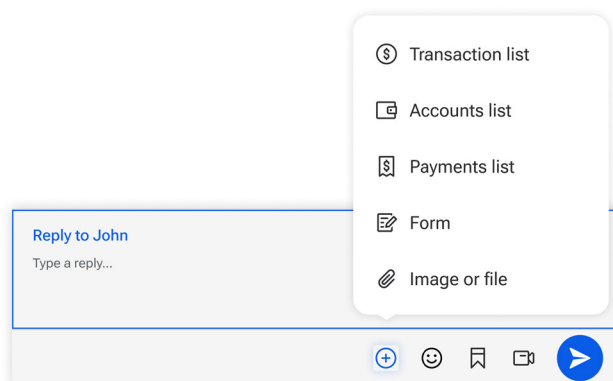 Transaction list
Accounts list
Payments list
Form
Image or file
Reply to John
Type a reply...